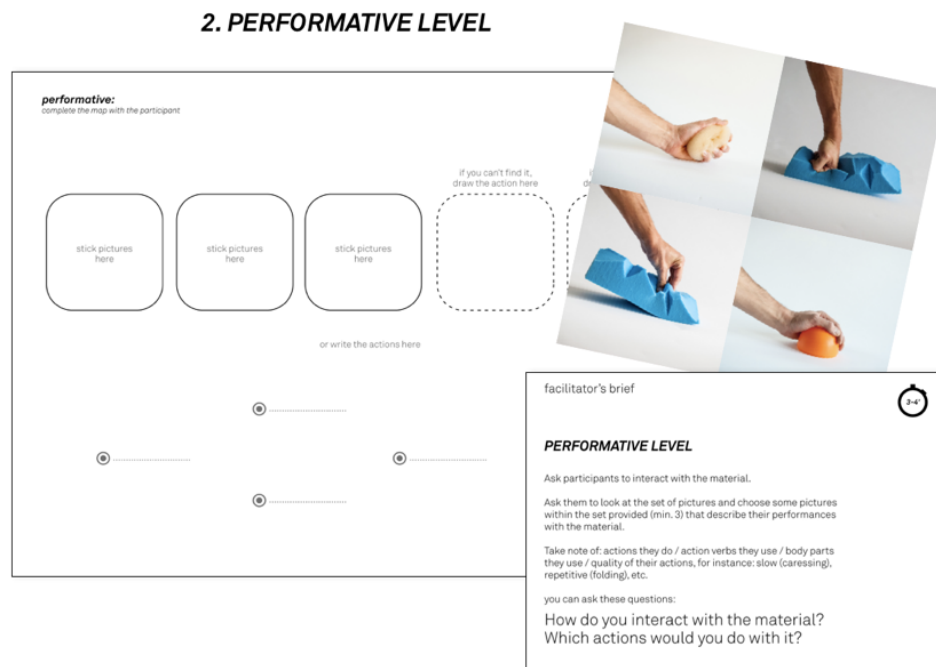 2. PERFORMATIVE LEVEL
performative:
complete the map with the participant
if you can't find it,
draw the action here
stick pictures
here
stick pictures
here
stick pictures
here
or write the actions here
facilitator's brief
3-4'
PERFORMATIVE LEVEL
Ask participants to interact with the material.
Ask them to look at the set of pictures and choose some pictures
within the set provided (min. 3) that describe their performances
with the material.
Take note of: actions they do / action verbs they use / body parts
they use / quality of their actions, for instance: slow (caressing),
repetitive (folding), etc.
you can ask these questions:
How do you interact with the material?
Which actions would you do with it?